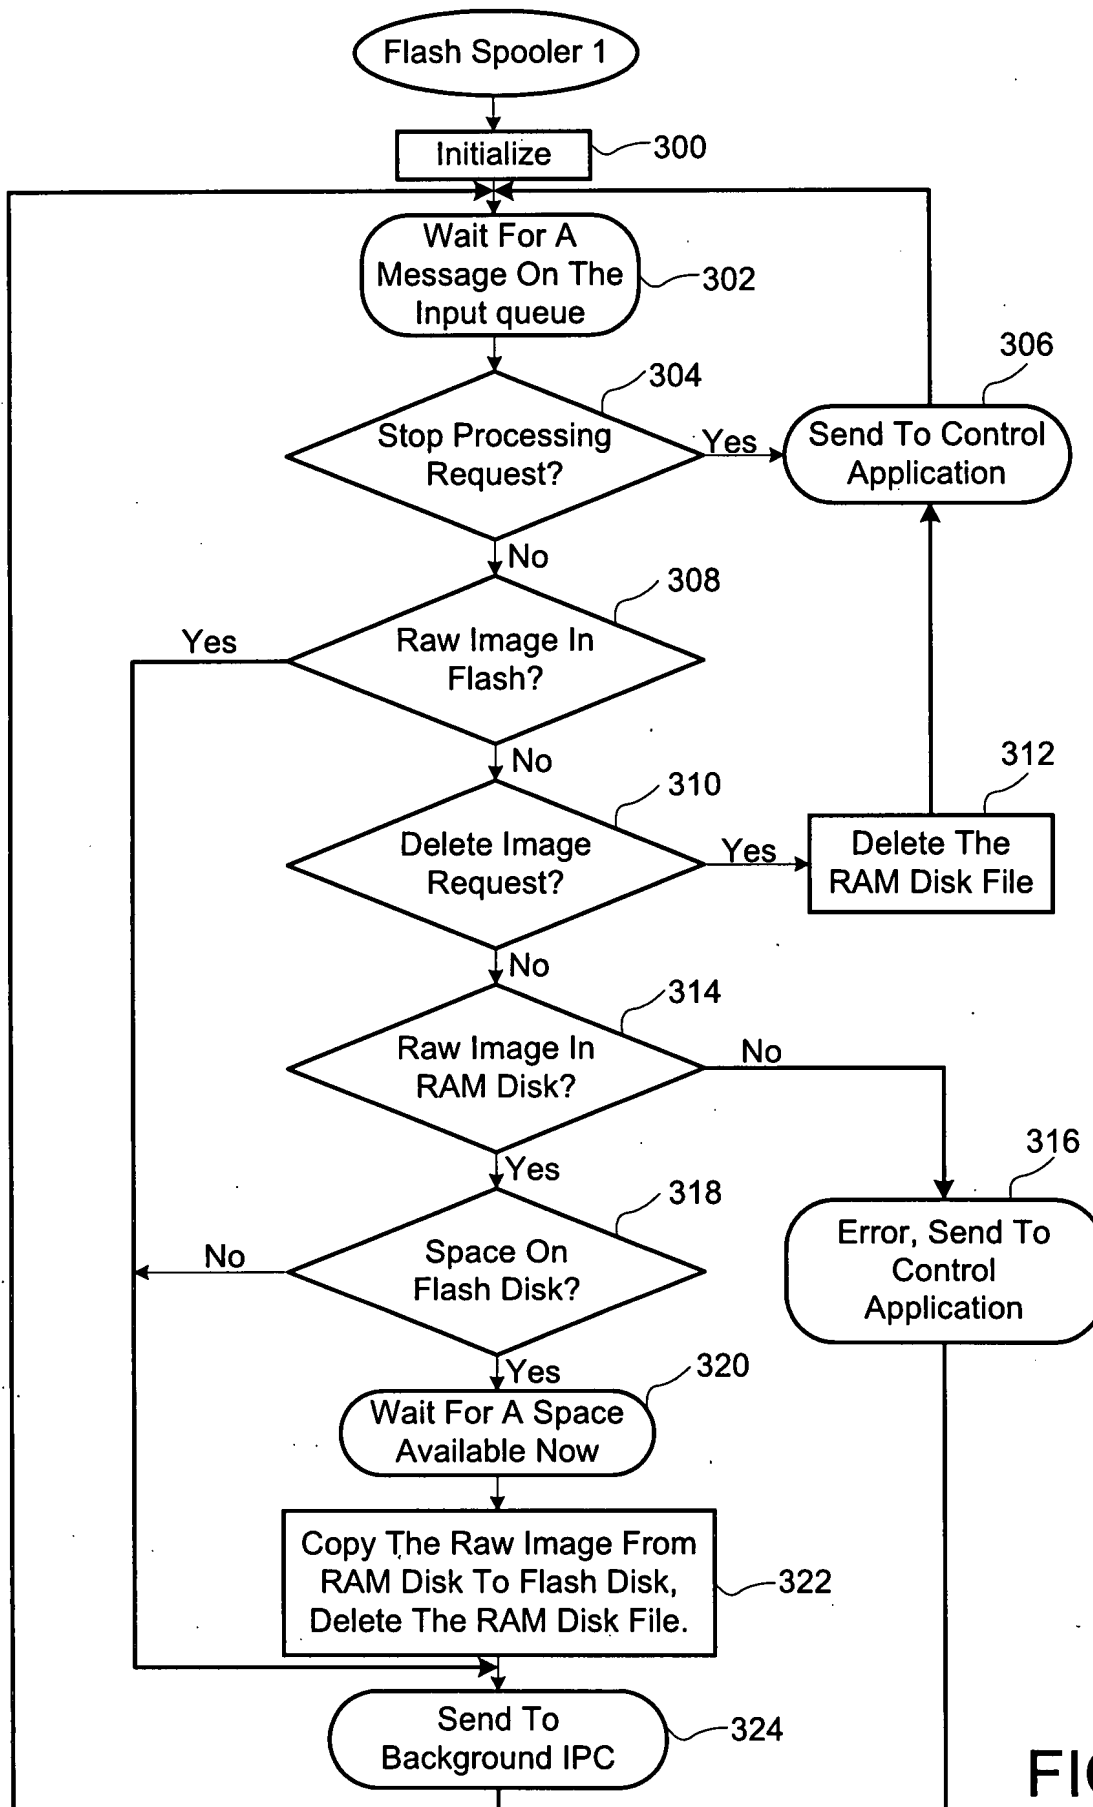 Flash Spooler 1
Initialize
300
Wait For A
Message On The
Input queue
302
304
Stop Processing
Request?
Yes
306
Send To Control
Application
No
308
Raw Image In
Flash?
Yes
No
310
Delete Image
Request?
Yes
312
Delete The
RAM Disk File
No
314
Raw Image In
RAM Disk?
No
316
Error, Send To
Control
Application
Yes
318
Space On
Flash Disk?
No
Yes
320
Wait For A Space
Available Now
Copy The Raw Image From
RAM Disk To Flash Disk,
Delete The RAM Disk File.
322
Send To
Background IPC
324